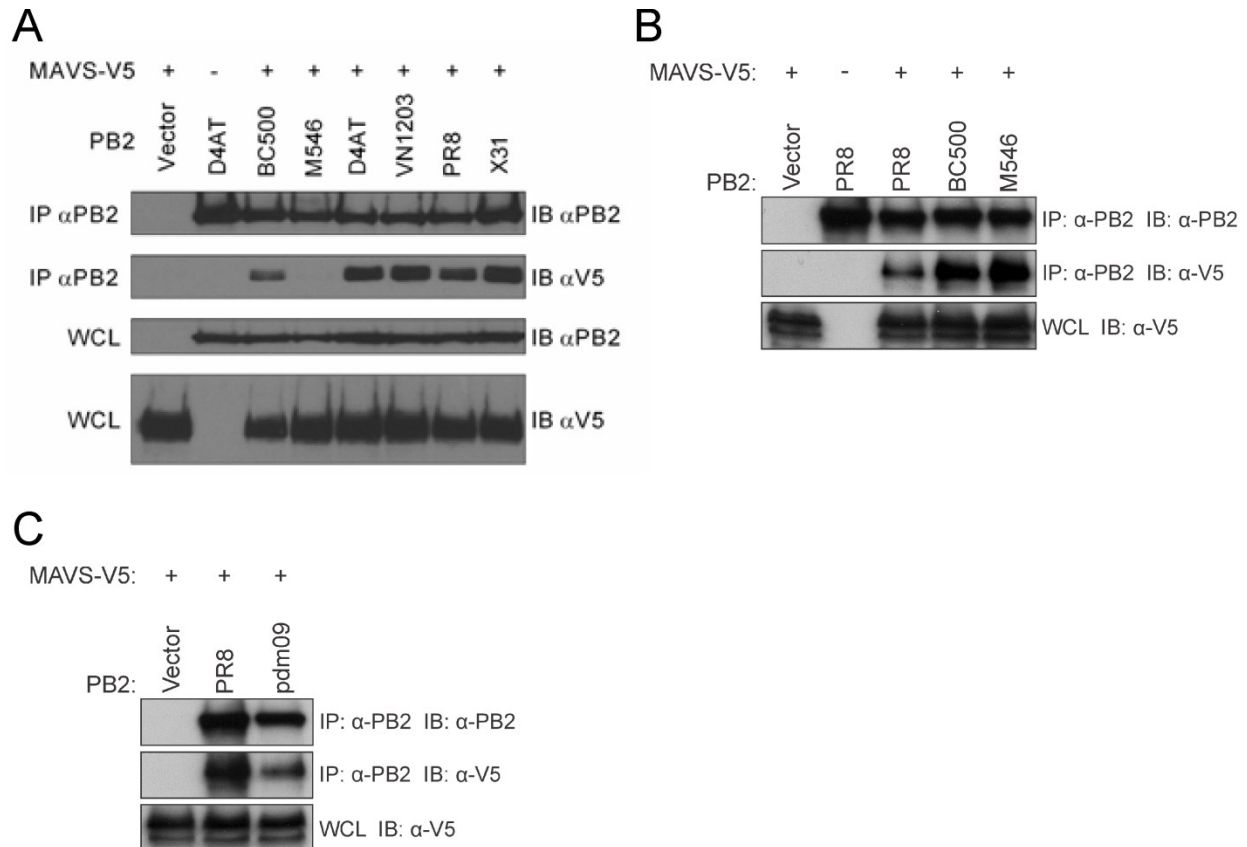 A
MAVS-V5 + - + + + + + +
PB2 Vector D4AT BC500 M546 D4AT VN1203 PR8 X31
IP αPB2 IB αPB2
IP αPB2 IB αV5
WCL IB αPB2
WCL IB αV5
B
MAVS-V5: + - + + +
PB2: Vector PR8 PR8 BC500 M546
IP: α-PB2 IB: α-PB2
IP: α-PB2 IB: α-V5
WCL IB: α-V5
C
MAVS-V5: + + +
PB2: Vector PR8 pdm09
IP: α-PB2 IB: α-PB2
IP: α-PB2 IB: α-V5
WCL IB: α-V5